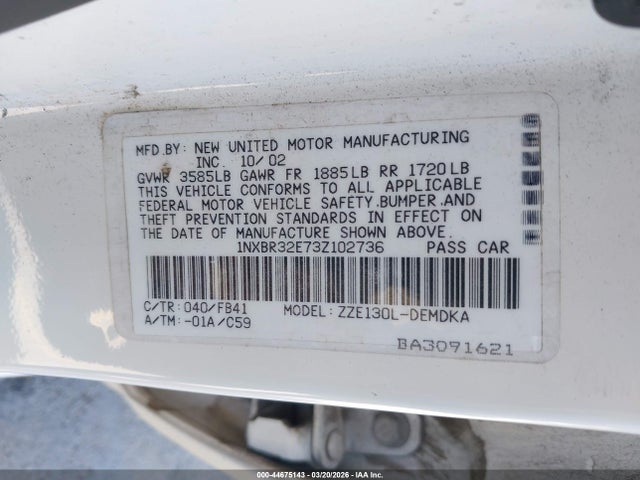 MFD.BY: NEW UNITED MOTOR MANUFACTURING
INC. 10/02
GVWR 3585LB GAWR FR 1885LB RR 1720LB
THIS VEHICLE CONFORMS TO ALL APPLICABLE
FEDERAL MOTOR VEHICLE SAFETY,BUMPER,AND
THEFT PREVENTION STANDARDS IN EFFECT ON
THE DATE OF MANUFACTURE SHOWN ABOVE.
1NXBR32E73Z102736 PASS CAR
C/TR: 040/FB41 MODEL: ZZE130L-DEMDKA
A/TM: -01A/C59
BA3091621
000-44675143 - 03/20/2026 - IAA Inc.